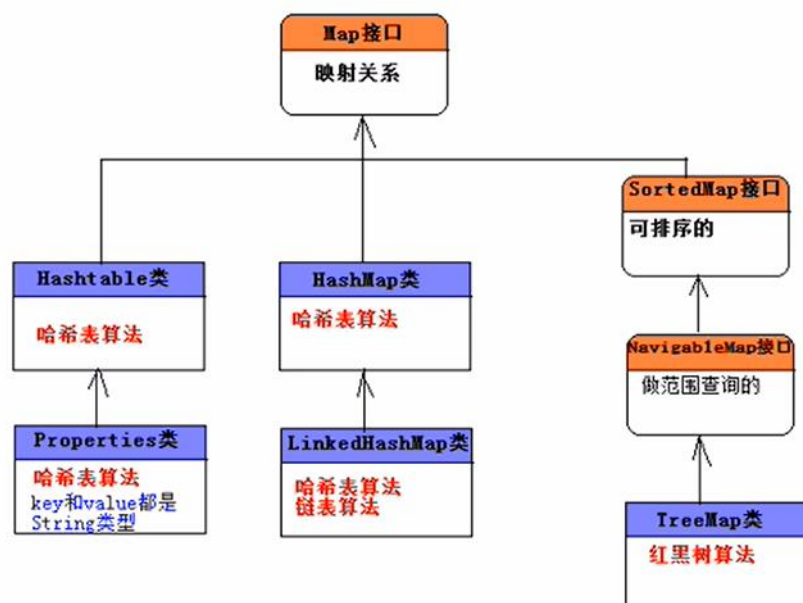 Map接口
映射关系
SortedMap接口
可排序的
Hashtable类
哈希表算法
HashMap类
哈希表算法
NavigableMap接口
做范围查询的
Properties类
哈希表算法
key和value都是
String类型
LinkedHashMap类
哈希表算法
链表算法
TreeMap类
红黑树算法